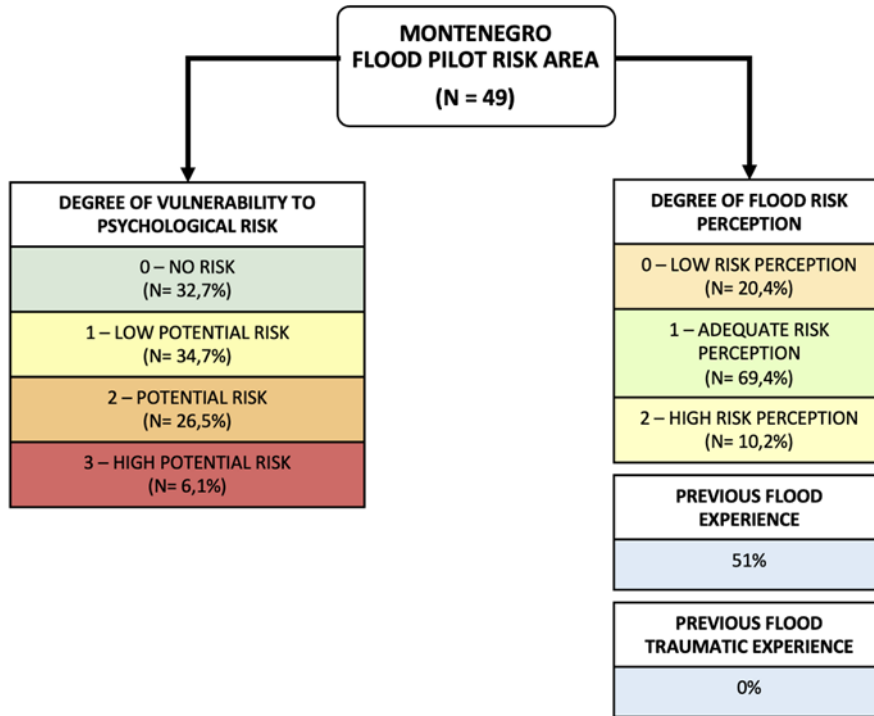 MONTENEGRO
FLOOD PILOT RISK AREA
(N = 49)
DEGREE OF VULNERABILITY TO
PSYCHOLOGICAL RISK
0 – NO RISK
(N= 32,7%)
1 – LOW POTENTIAL RISK
(N= 34,7%)
2 – POTENTIAL RISK
(N= 26,5%)
3 – HIGH POTENTIAL RISK
(N= 6,1%)
DEGREE OF FLOOD RISK
PERCEPTION
0 – LOW RISK PERCEPTION
(N= 20,4%)
1 – ADEQUATE RISK
PERCEPTION
(N= 69,4%)
2 – HIGH RISK PERCEPTION
(N= 10,2%)
PREVIOUS FLOOD
EXPERIENCE
51%
PREVIOUS FLOOD
TRAUMATIC EXPERIENCE
0%